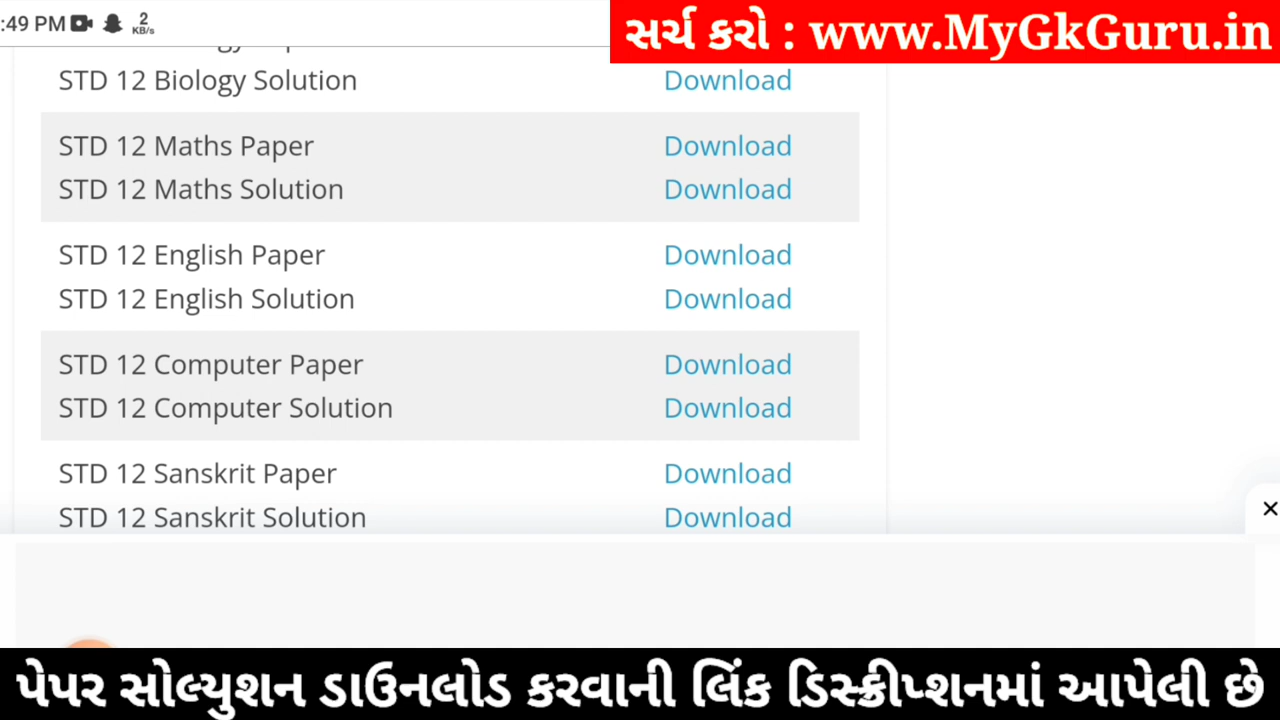 :49 PM 2 KB/s
સર્ચ કરો : www.MyGkGuru.in
STD 12 Biology Solution Download
STD 12 Maths Paper Download
STD 12 Maths Solution Download
STD 12 English Paper Download
STD 12 English Solution Download
STD 12 Computer Paper Download
STD 12 Computer Solution Download
STD 12 Sanskrit Paper Download
STD 12 Sanskrit Solution Download
પેપર સોલ્યુશન ડાઉનલોડ કરવાની લિંક ડિસ્ક્રીપ્શનમાં આપેલી છે